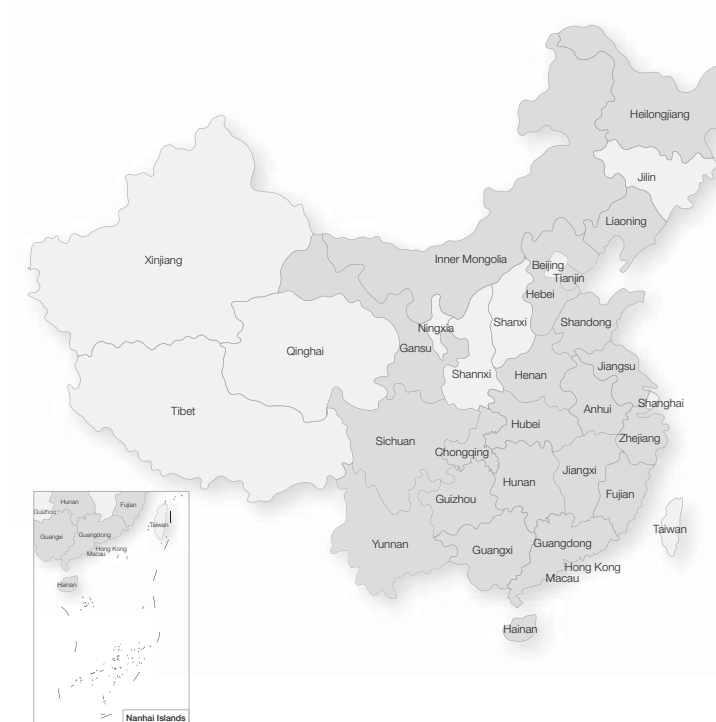 Heilongjiang
Jilin
Liaoning
Inner Mongolia
Beijing
Tianjin
Hebei
Xinjiang
Ningxia
Shanxi
Shandong
Qinghai
Gansu
Shannxi
Henan
Jiangsu
Shanghai
Tibet
Anhui
Hubei
Zhejiang
Sichuan
Chongqing
Hunan
Jiangxi
Guizhou
Fujian
Yunnan
Guangxi
Guangdong
Taiwan
Hong Kong
Macau
Hainan
Hunan
Fujian
Guizhou
Taiwan
Guangxi
Guangdong
Hong Kong
Macau
Hainan
Nanhai Islands